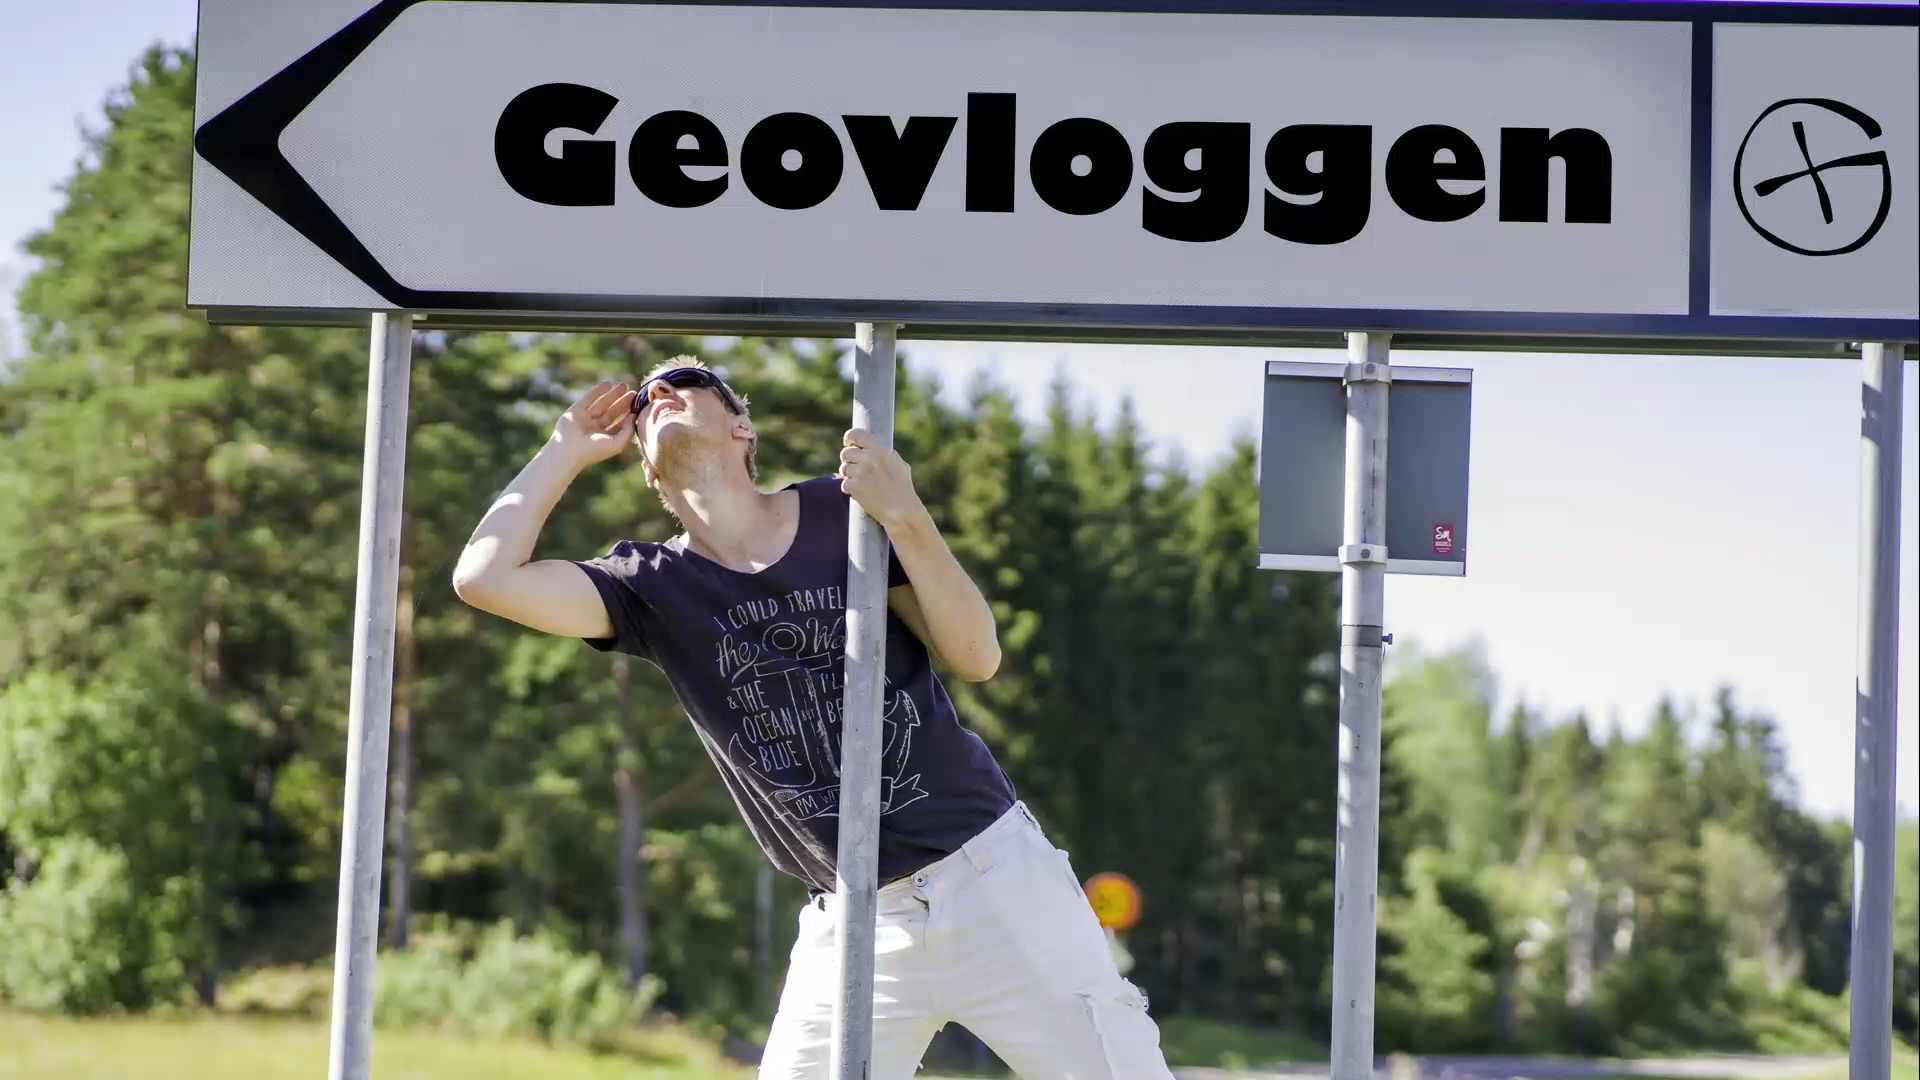 Geovloggen
I COULD TRAVEL
the
& THE
OCEAN
BLUE